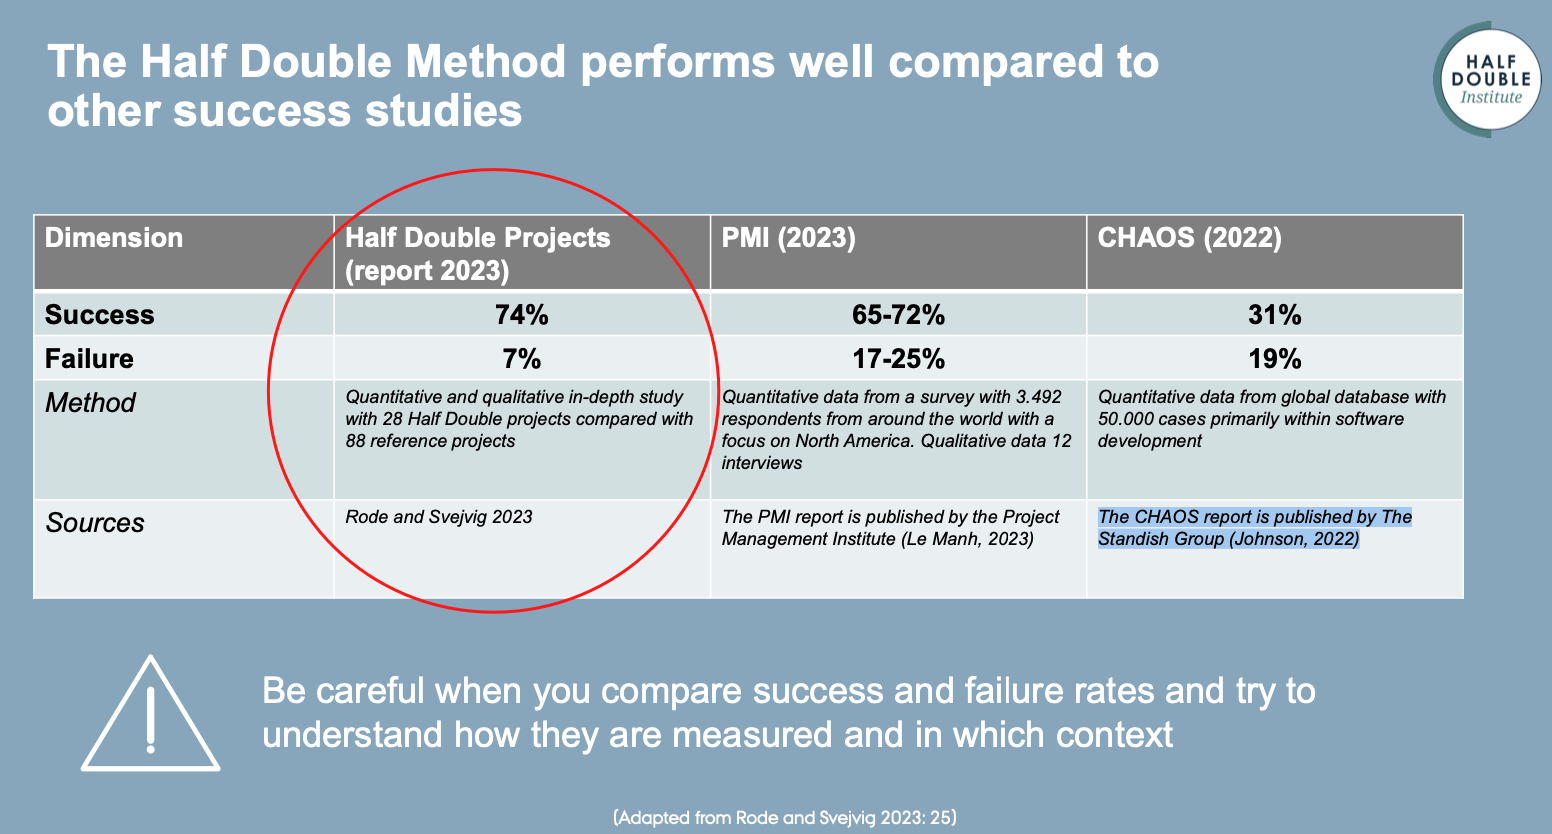 The Half Double Method performs well compared to
other success studies
HALF
DOUBLE
Institute
Dimension
Half Double Projects
(report 2023)
PMI (2023)
CHAOS (2022)
Success
74%
65-72%
31%
Failure
7%
17-25%
19%
Method
Quantitative and qualitative in-depth study
with 28 Half Double projects compared with
88 reference projects
Quantitative data from a survey with 3.492
respondents from around the world with a
focus on North America. Qualitative data 12
interviews
Quantitative data from global database with
50.000 cases primarily within software
development
Sources
Rode and Svejvig 2023
The PMI report is published by the Project
Management Institute (Le Manh, 2023)
The CHAOS report is published by The
Standish Group (Johnson, 2022)
Be careful when you compare success and failure rates and try to
understand how they are measured and in which context
(Adapted from Rode and Svejvig 2023: 25)